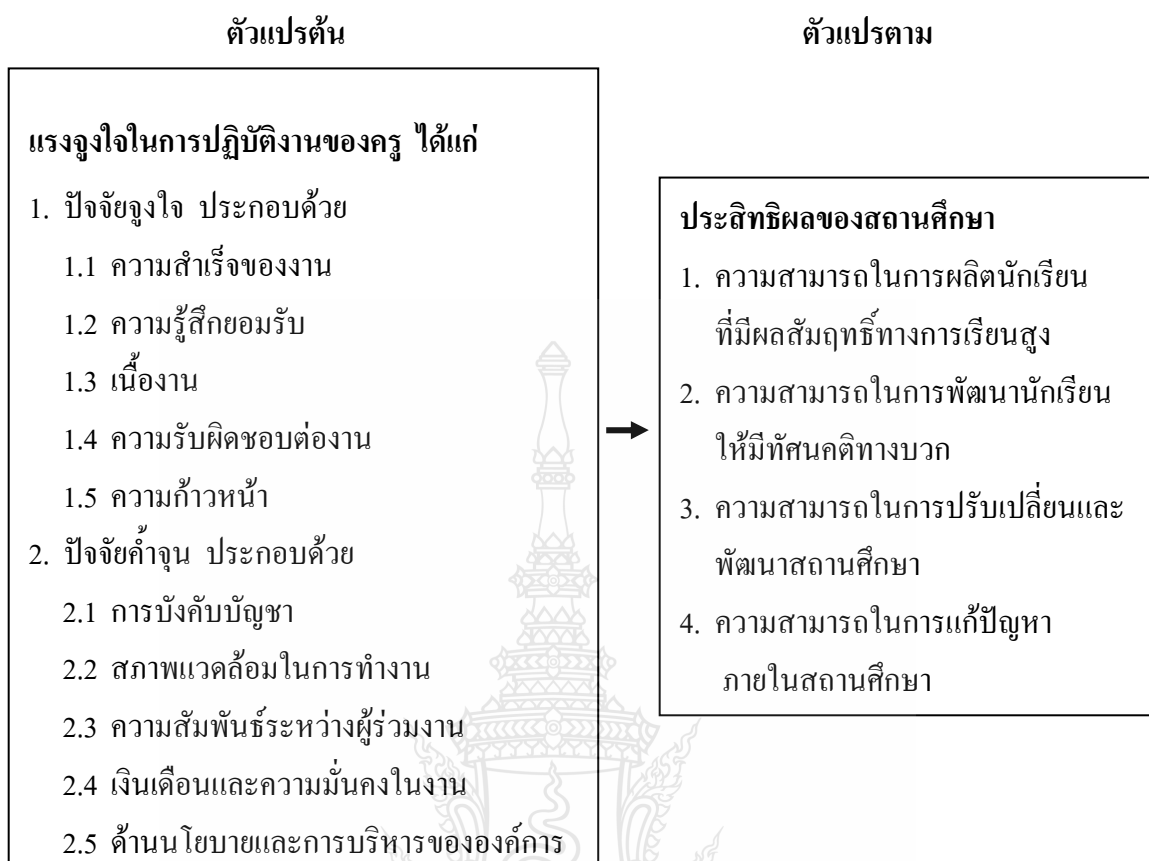 ตัวแปรต้น
ตัวแปรตาม
แรงจูงใจในการปฏิบัติงานของครู ได้แก่
1. ปัจจัยจูงใจ ประกอบด้วย
1.1 ความสำเร็จของงาน
1.2 ความรู้สึกยอมรับ
1.3 เนื้องาน
1.4 ความรับผิดชอบต่องาน
1.5 ความก้าวหน้า
2. ปัจจัยค้ำจุน ประกอบด้วย
2.1 การบังคับบัญชา
2.2 สภาพแวดล้อมในการทำงาน
2.3 ความสัมพันธ์ระหว่างผู้ร่วมงาน
2.4 เงินเดือนและความมั่นคงในงาน
2.5 ด้านนโยบายและการบริหารขององค์การ
ประสิทธิผลของสถานศึกษา
1. ความสามารถในการผลิตนักเรียน
ที่มีผลสัมฤทธิ์ทางการเรียนสูง
2. ความสามารถในการพัฒนานักเรียน
ให้มีทัศนคติทางบวก
3. ความสามารถในการปรับเปลี่ยนและ
พัฒนาสถานศึกษา
4. ความสามารถในการแก้ปัญหา
ภายในสถานศึกษา